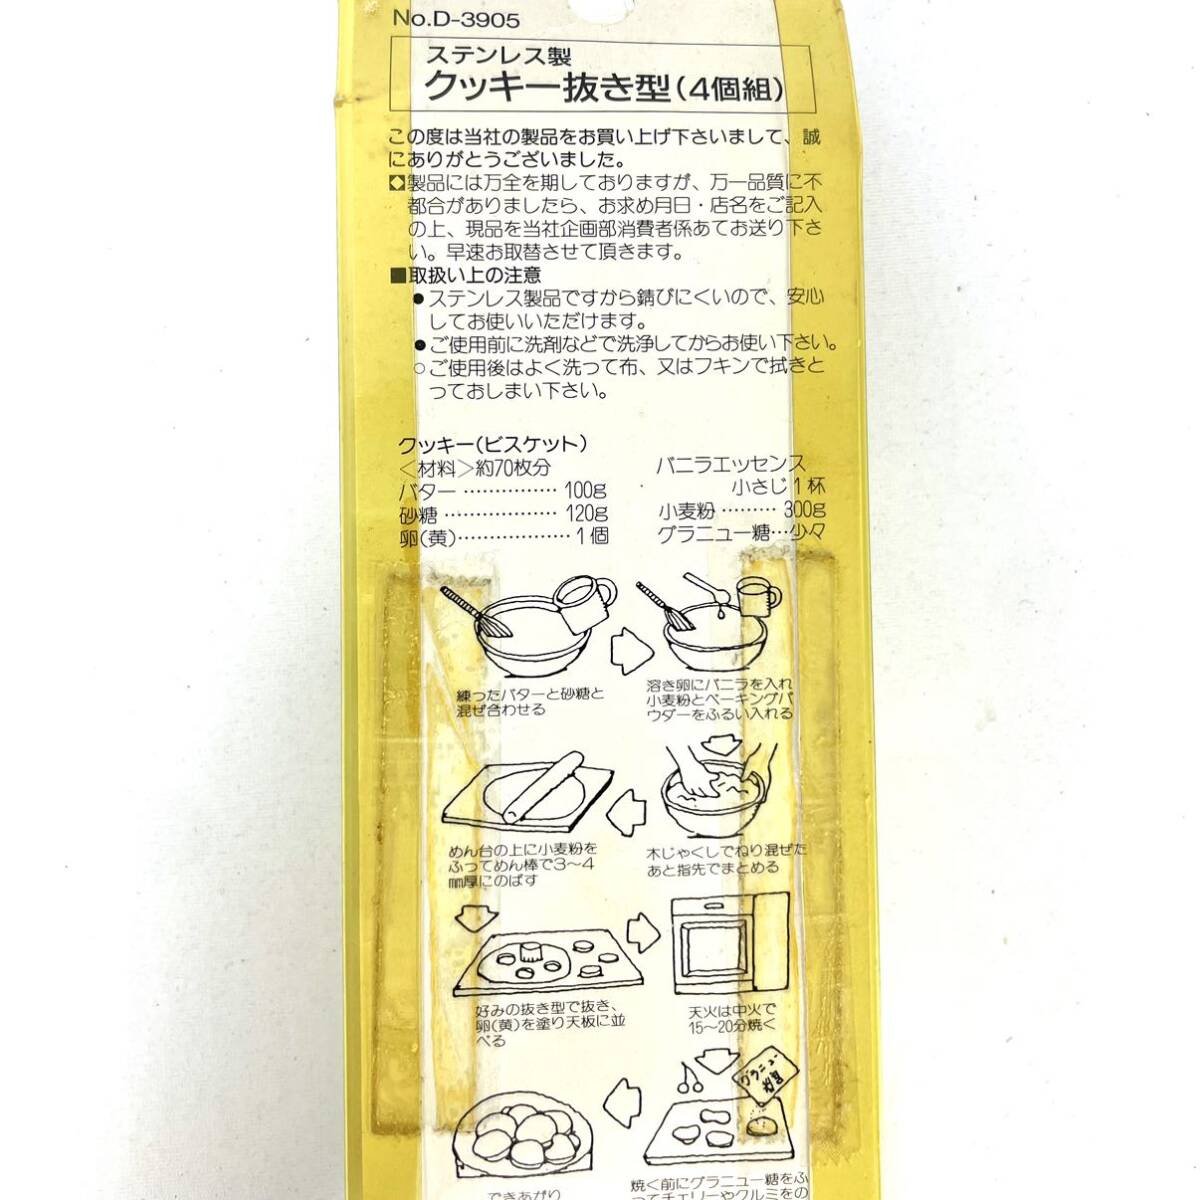 No.D-3905
ステンレス製
クッキー抜き型(4個組)
この度は当社の製品をお買い上げ下さいまして、誠
にありがとうございました。
◆製品には万全を期しておりますが、万一品質に不
都合がありましたら、お求め月日・店名をご記入
の上、現品を当社企画部消費者係あてお送り下さ
い。早速お取替させて頂きます。
■取扱い上の注意
●ステンレス製品ですから錆びにくいので、安心
してお使いいただけます。
●ご使用前に洗剤などで洗浄してからお使い下さい。
○ご使用後はよく洗って布、又はフキンで拭きと
っておしまい下さい。
クッキー(ビスケット)
<材料>約70枚分
バター…………… 100g
砂糖……………… 120g
卵(黄)……………… 1個
バニラエッセンス
小さじ1杯
小麦粉……… 300g
グラニュー糖…少々
練ったバターと砂糖と
混ぜ合わせる
溶き卵にバニラを入れ
小麦粉とベーキングパ
ウダーをふるい入れる
木じゃくしでねり混ぜた
あと指先でまとめる
めん台の上に小麦粉を
ふってめん棒で3〜4
㎜厚にのばす
好みの抜き型で抜き、
卵(黄)を塗り天板に並
べる
天火は中火で
15〜20分焼く
グラニュー
糖
焼く前にグラニュー糖をふ
ってチェリーやクルミをの
できあがり